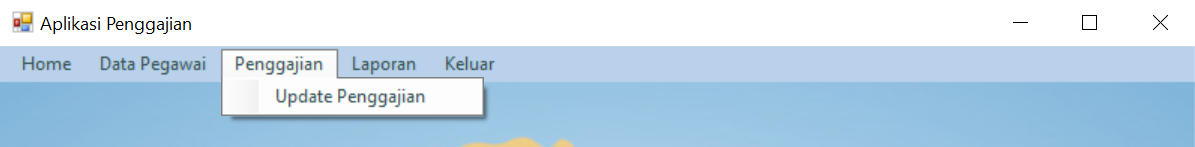 Aplikasi Penggajian
Home Data Pegawai Penggajian Laporan Keluar
Update Penggajian